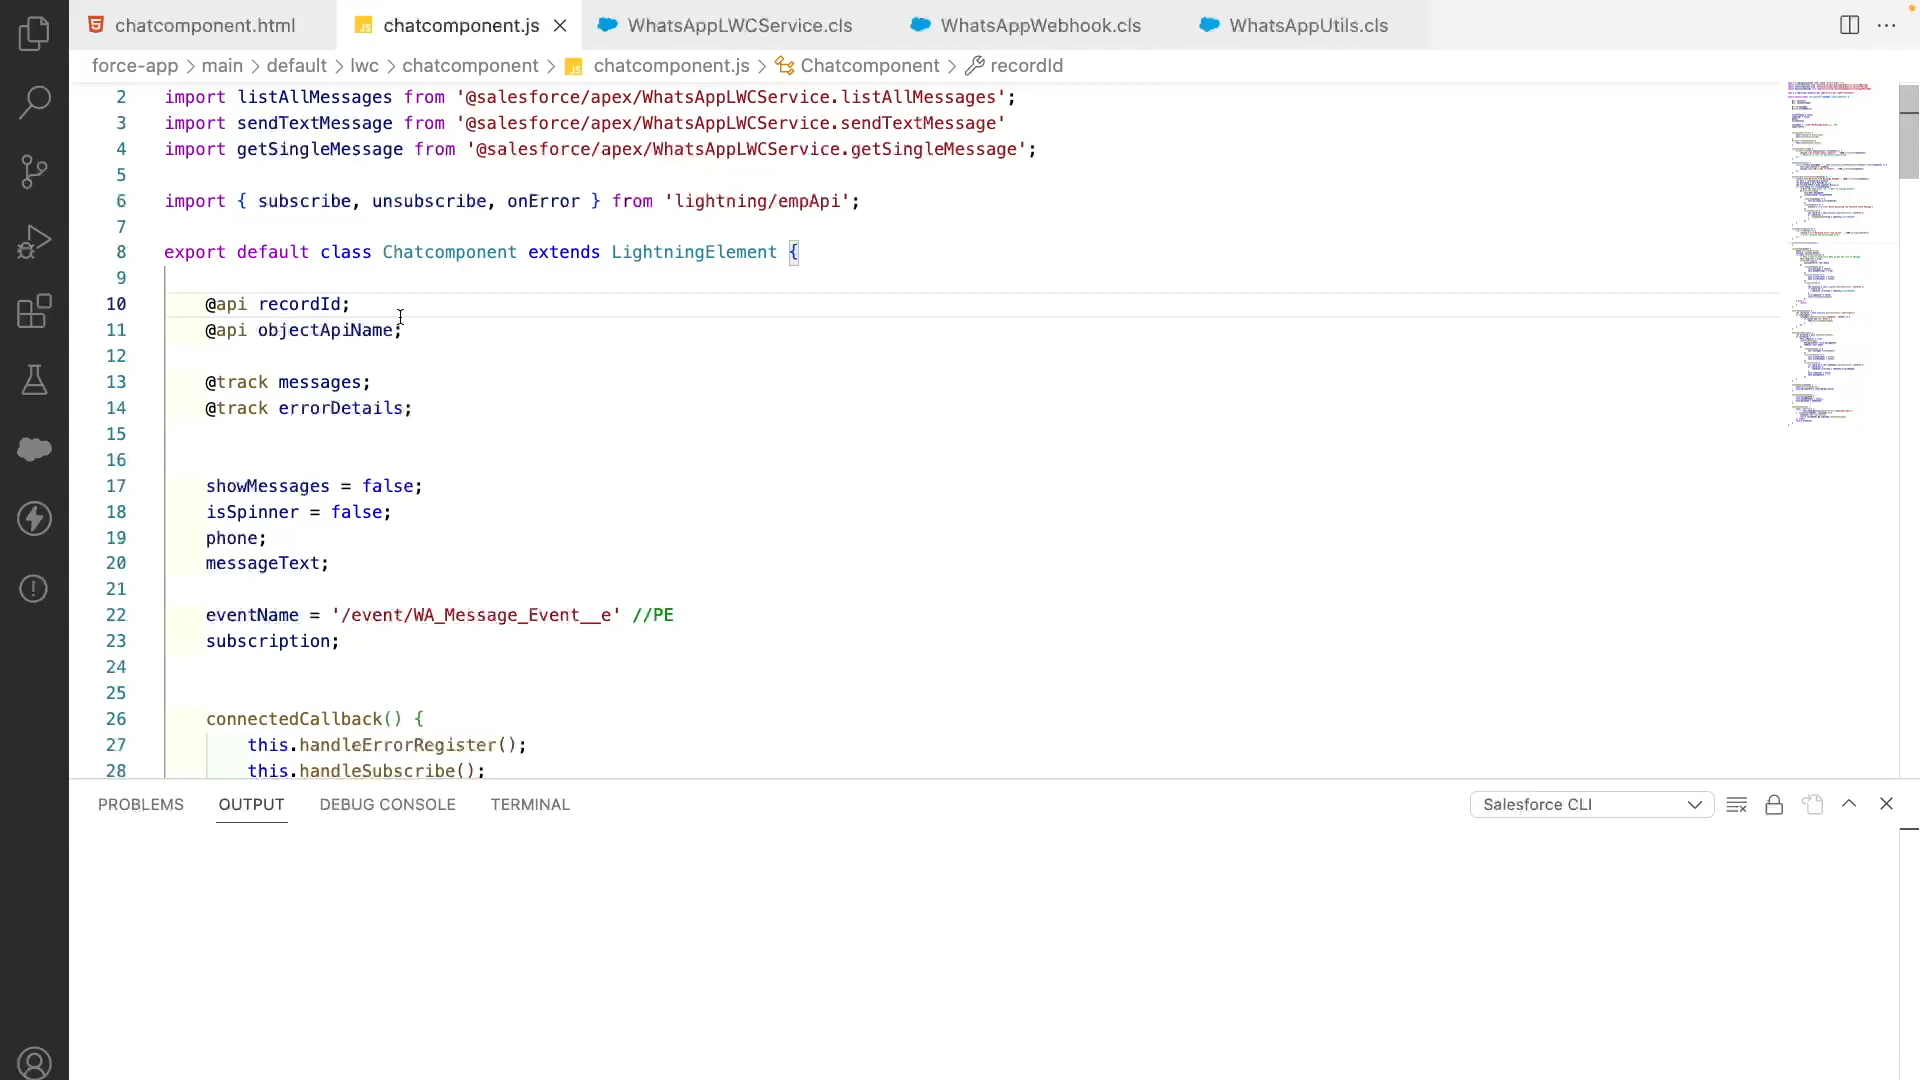 chatcomponent.html
chatcomponent.js
WhatsAppLWCService.cls
WhatsAppWebhook.cls
WhatsAppUtils.cls
force-app > main > default > lwc > chatcomponent > chatcomponent.js > Chatcomponent > recordId
2 import listAllMessages from '@salesforce/apex/WhatsAppLWCService.listAllMessages';
3 import sendTextMessage from '@salesforce/apex/WhatsAppLWCService.sendTextMessage'
4 import getSingleMessage from '@salesforce/apex/WhatsAppLWCService.getSingleMessage';
5
6 import { subscribe, unsubscribe, onError } from 'lightning/empApi';
7
8 export default class Chatcomponent extends LightningElement {
9
10 @api recordId;
11 @api objectApiName;
12
13 @track messages;
14 @track errorDetails;
15
16
17 showMessages = false;
18 isSpinner = false;
19 phone;
20 messageText;
21
22 eventName = '/event/WA_Message_Event__e' //PE
23 subscription;
24
25
26 connectedCallback() {
27 this.handleErrorRegister();
28 this.handleSubscribe();
PROBLEMS
OUTPUT
DEBUG CONSOLE
TERMINAL
Salesforce CLI